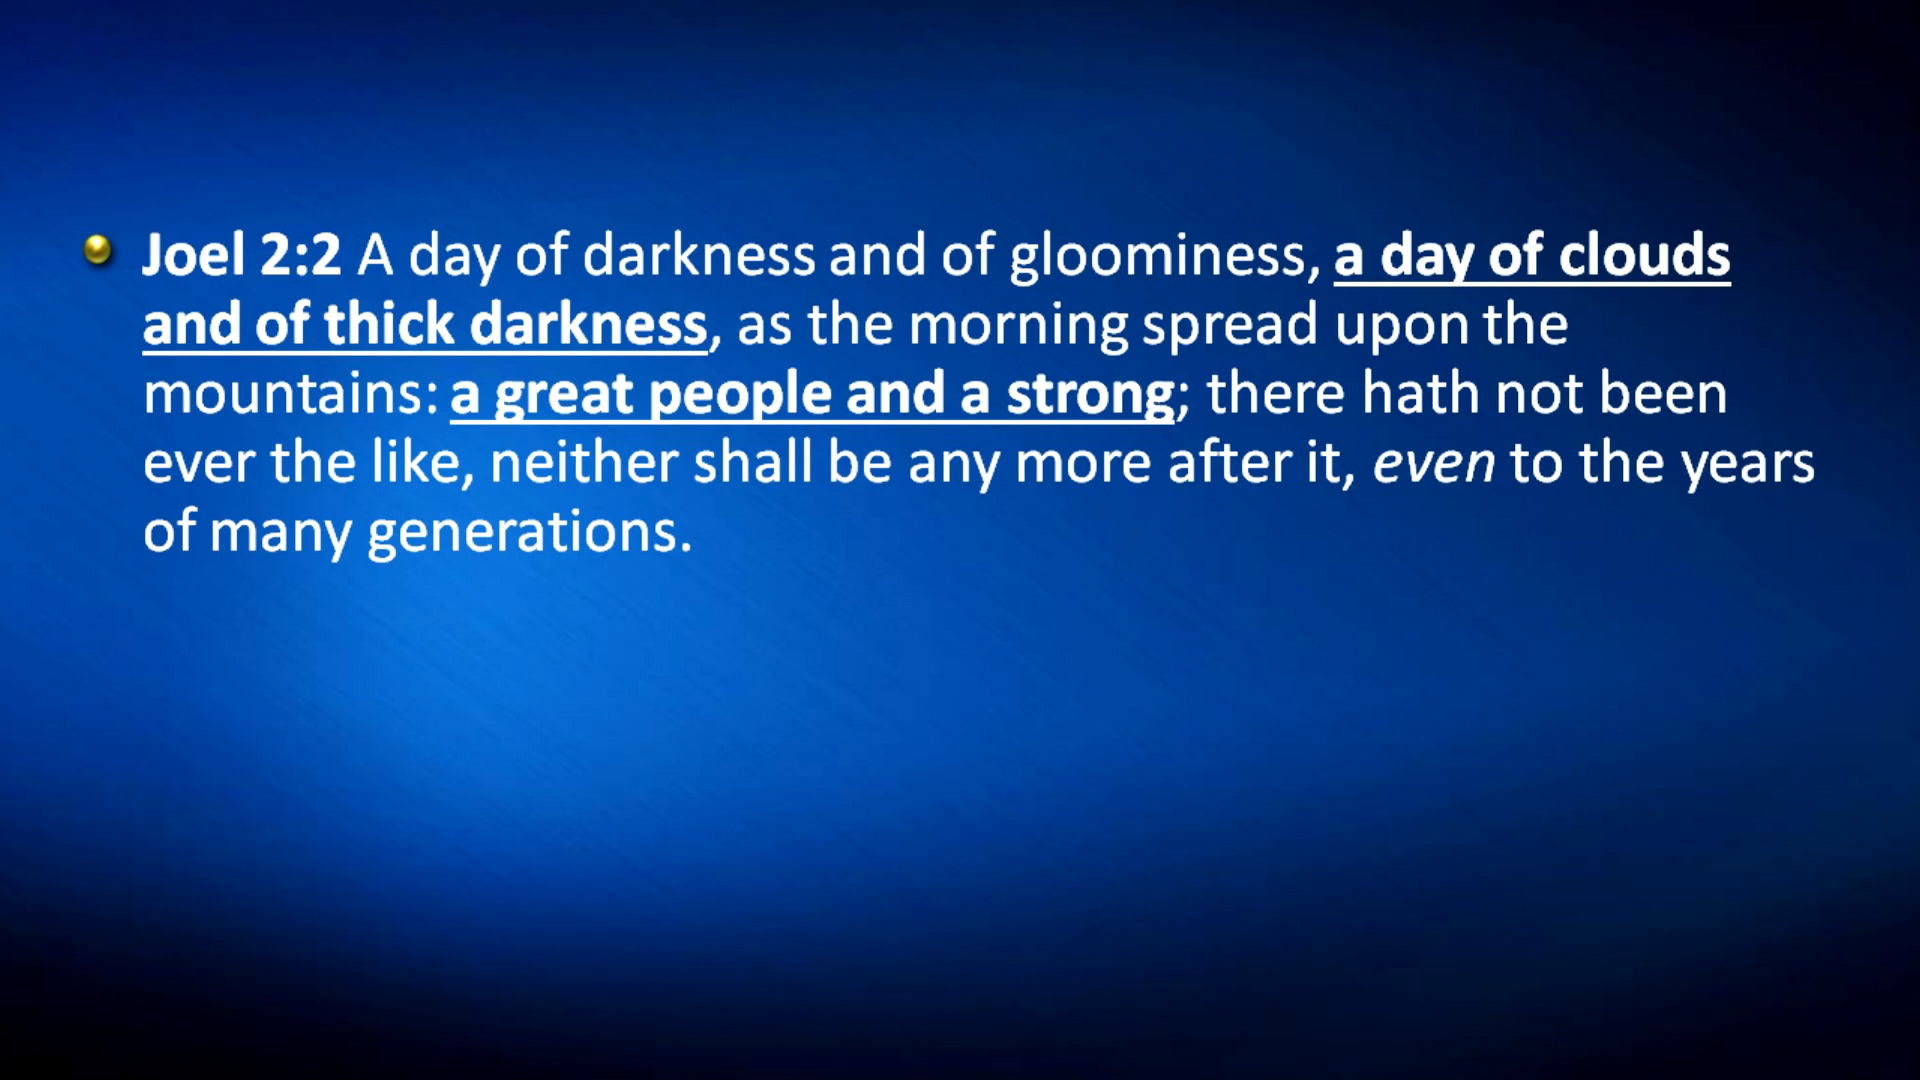 Joel 2:2 A day of darkness and of gloominess, a day of clouds
and of thick darkness, as the morning spread upon the
mountains: a great people and a strong; there hath not been
ever the like, neither shall be any more after it, even to the years
of many generations.